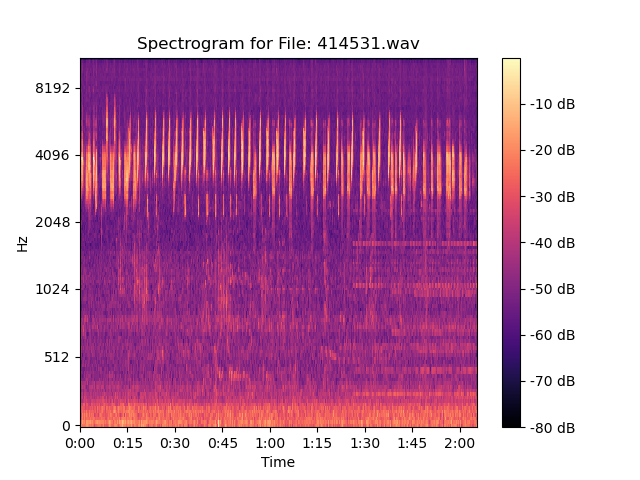 Spectrogram for File: 414531.wav
Hz
8192
4096
2048
1024
512
0
0:00 0:15 0:30 0:45 1:00 1:15 1:30 1:45 2:00
Time
-10 dB
-20 dB
-30 dB
-40 dB
-50 dB
-60 dB
-70 dB
-80 dB